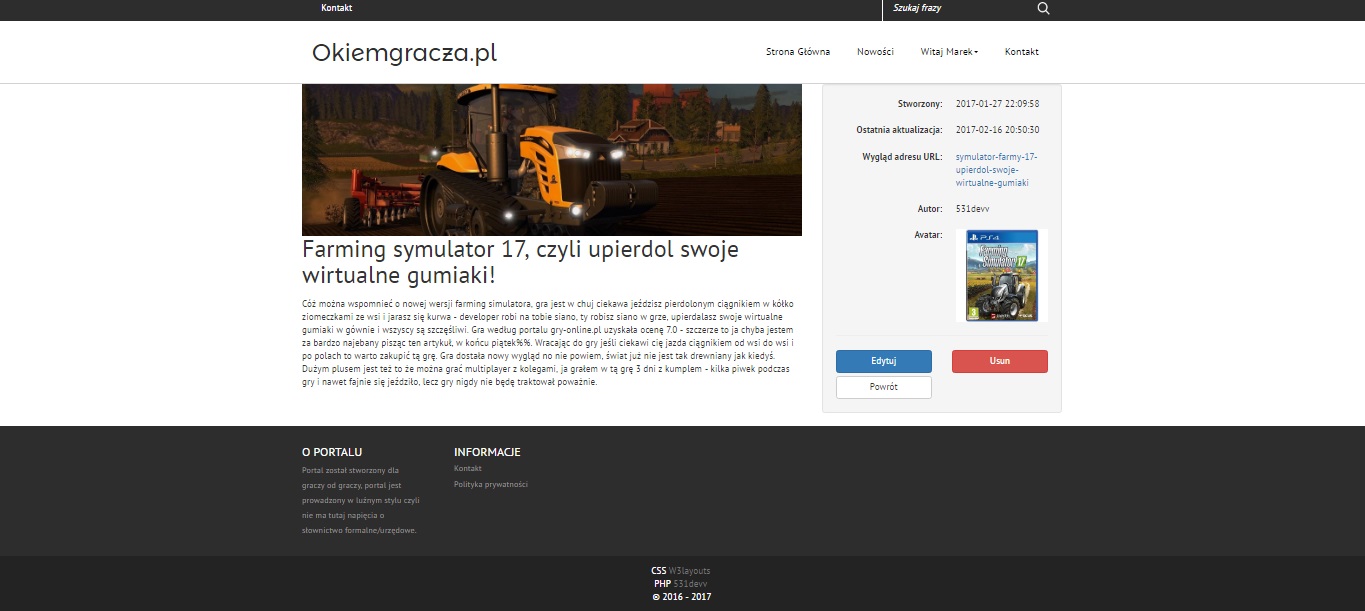 Kontakt
Szukaj frazy
Okiemgracza.pl
Strona Główna
Nowości
Witaj Marek
Kontakt
Farming symulator 17, czyli upierdol swoje
wirtualne gumiaki!
Cóż można wspomnieć o nowej wersji farming simulatora, gra jest w chuj ciekawa jeździsz pierdolonym ciągnikiem w kółko
ziomeczkami ze wsi i jarasz się kurwa - developer robi na tobie siano, ty robisz siano w grze, upierdalasz swoje wirtualne
gumiaki w gównie i wszyscy są szczęśliwi. Gra według portalu gry-online.pl uzyskała ocenę 7.0 - szczerze to ja chyba jestem
za bardzo najebany pisząc ten artykuł, w końcu piątek%%. Wracając do gry jeśli ciekawi cię jazda ciągnikiem od wsi do wsi i
po polach to warto zakupić tą grę. Gra dostała nowy wygląd no nie powiem, świat już nie jest tak drewniany jak kiedyś.
Dużym plusem jest też to że można grać multiplayer z kolegami, ja grałem w tą grę 3 dni z kumplem - kilka piwek podczas
gry i nawet fajnie się jeździło, lecz gry nigdy nie będę traktował poważnie.
Stworzony: 2017-01-27 22:09:58
Ostatnia aktualizacja: 2017-02-16 20:50:30
Wygląd adresu URL: symulator-farmy-17-
upierdol-swoje-
wirtualne-gumiaki
Autor: 531devv
Avatar:
PS4
Farming
Simulator 17
3
Edytuj
Usun
Powrót
O PORTALU
Portal został stworzony dla
graczy od graczy, portal jest
prowadzony w luźnym stylu czyli
nie ma tutaj napięcia o
słownictwo formalne/urzędowe.
INFORMACJE
Kontakt
Polityka prywatności
CSS W3layouts
PHP 531devv
© 2016 - 2017